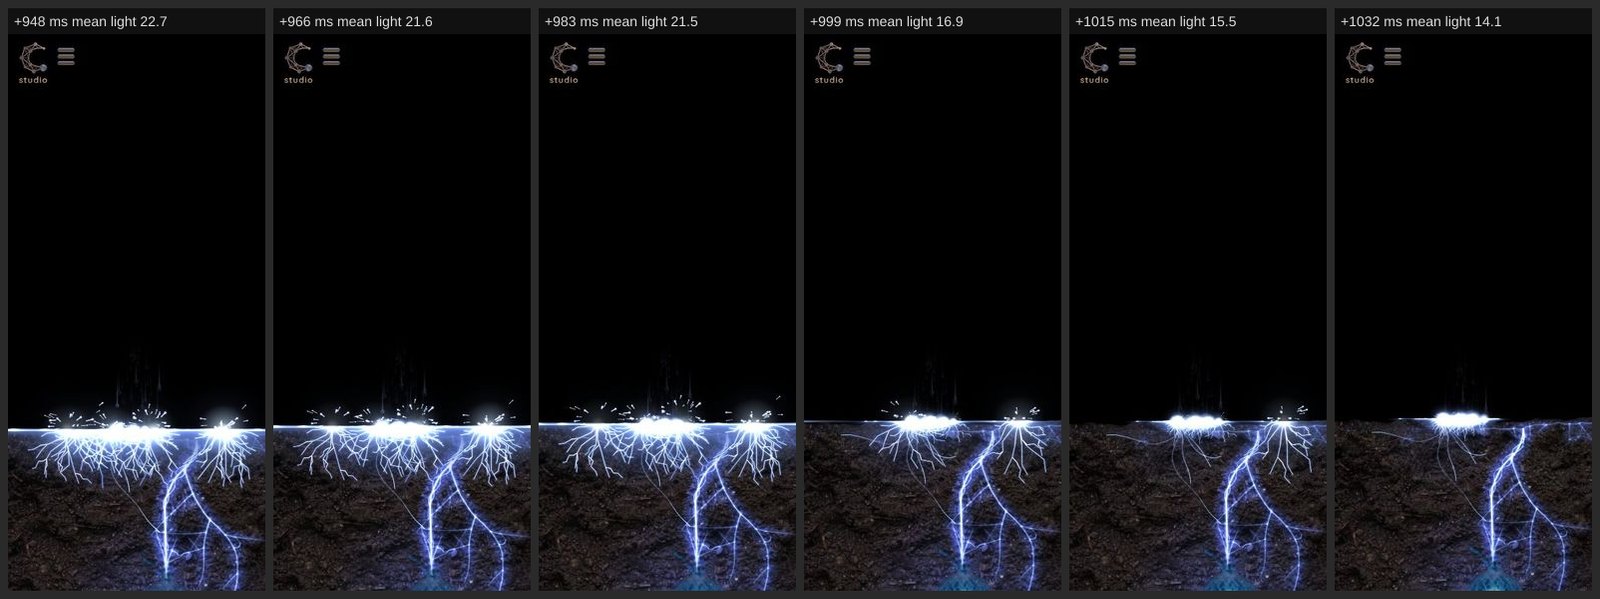 +948 ms mean light 22.7
studio
+966 ms mean light 21.6
studio
+983 ms mean light 21.5
studio
+999 ms mean light 16.9
studio
+1015 ms mean light 15.5
studio
+1032 ms mean light 14.1
studio